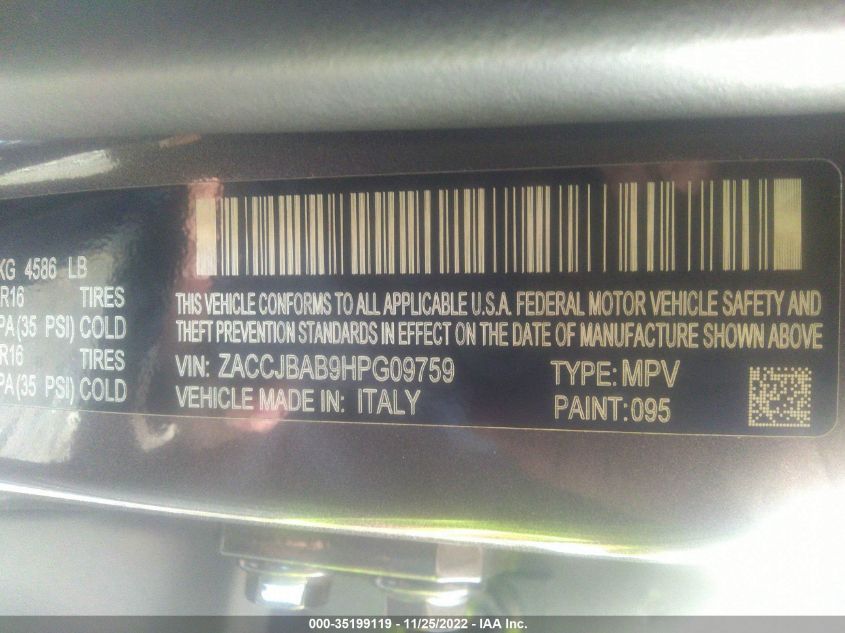 KG 4586 LB
R16 TIRES
PA(35 PSI) COLD
R16 TIRES
PA(35 PSI) COLD
THIS VEHICLE CONFORMS TO ALL APPLICABLE U.S.A. FEDERAL MOTOR VEHICLE SAFETY AND
THEFT PREVENTION STANDARDS IN EFFECT ON THE DATE OF MANUFACTURE SHOWN ABOVE
VIN: ZACCJBAB9HPG09759 TYPE: MPV
VEHICLE MADE IN: ITALY PAINT:095
000-35199119 - 11/25/2022 - IAA Inc.